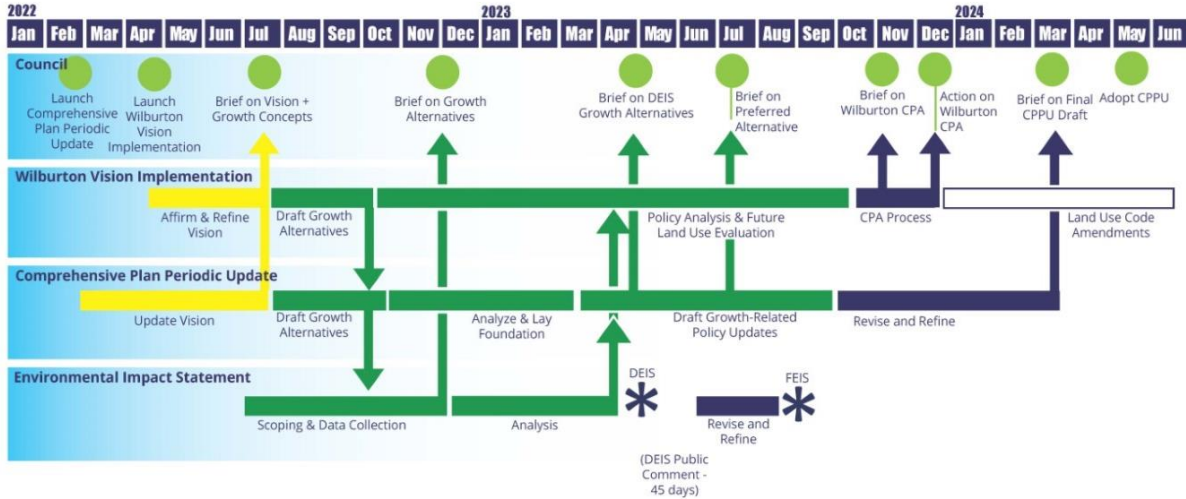 2022 2023 2024
Jan Feb Mar Apr May Jun Jul Aug Sep Oct Nov Dec Jan Feb Mar Apr May Jun Jul Aug Sep Oct Nov Dec Jan Feb Mar Apr May Jun
Council
Launch
Comprehensive
Plan Periodic
Update
Launch
Wilburton
Vision
Implementation
Brief on Vision +
Growth Concepts
Brief on Growth
Alternatives
Brief on DEIS
Growth Alternatives
Brief on
Preferred
Alternative
Brief on
Wilburton CPA
Action on
Wilburton
CPA
Brief on Final
CPPU Draft
Adopt CPPU
Wilburton Vision Implementation
Affirm & Refine
Vision
Draft Growth
Alternatives
Policy Analysis & Future
Land Use Evaluation
CPA Process
Land Use Code
Amendments
Comprehensive Plan Periodic Update
Update Vision
Draft Growth
Alternatives
Analyze & Lay
Foundation
Draft Growth-Related
Policy Updates
Revise and Refine
Environmental Impact Statement
Scoping & Data Collection
Analysis
DEIS
(DEIS Public
Comment -
45 days)
Revise and
Refine
FEIS